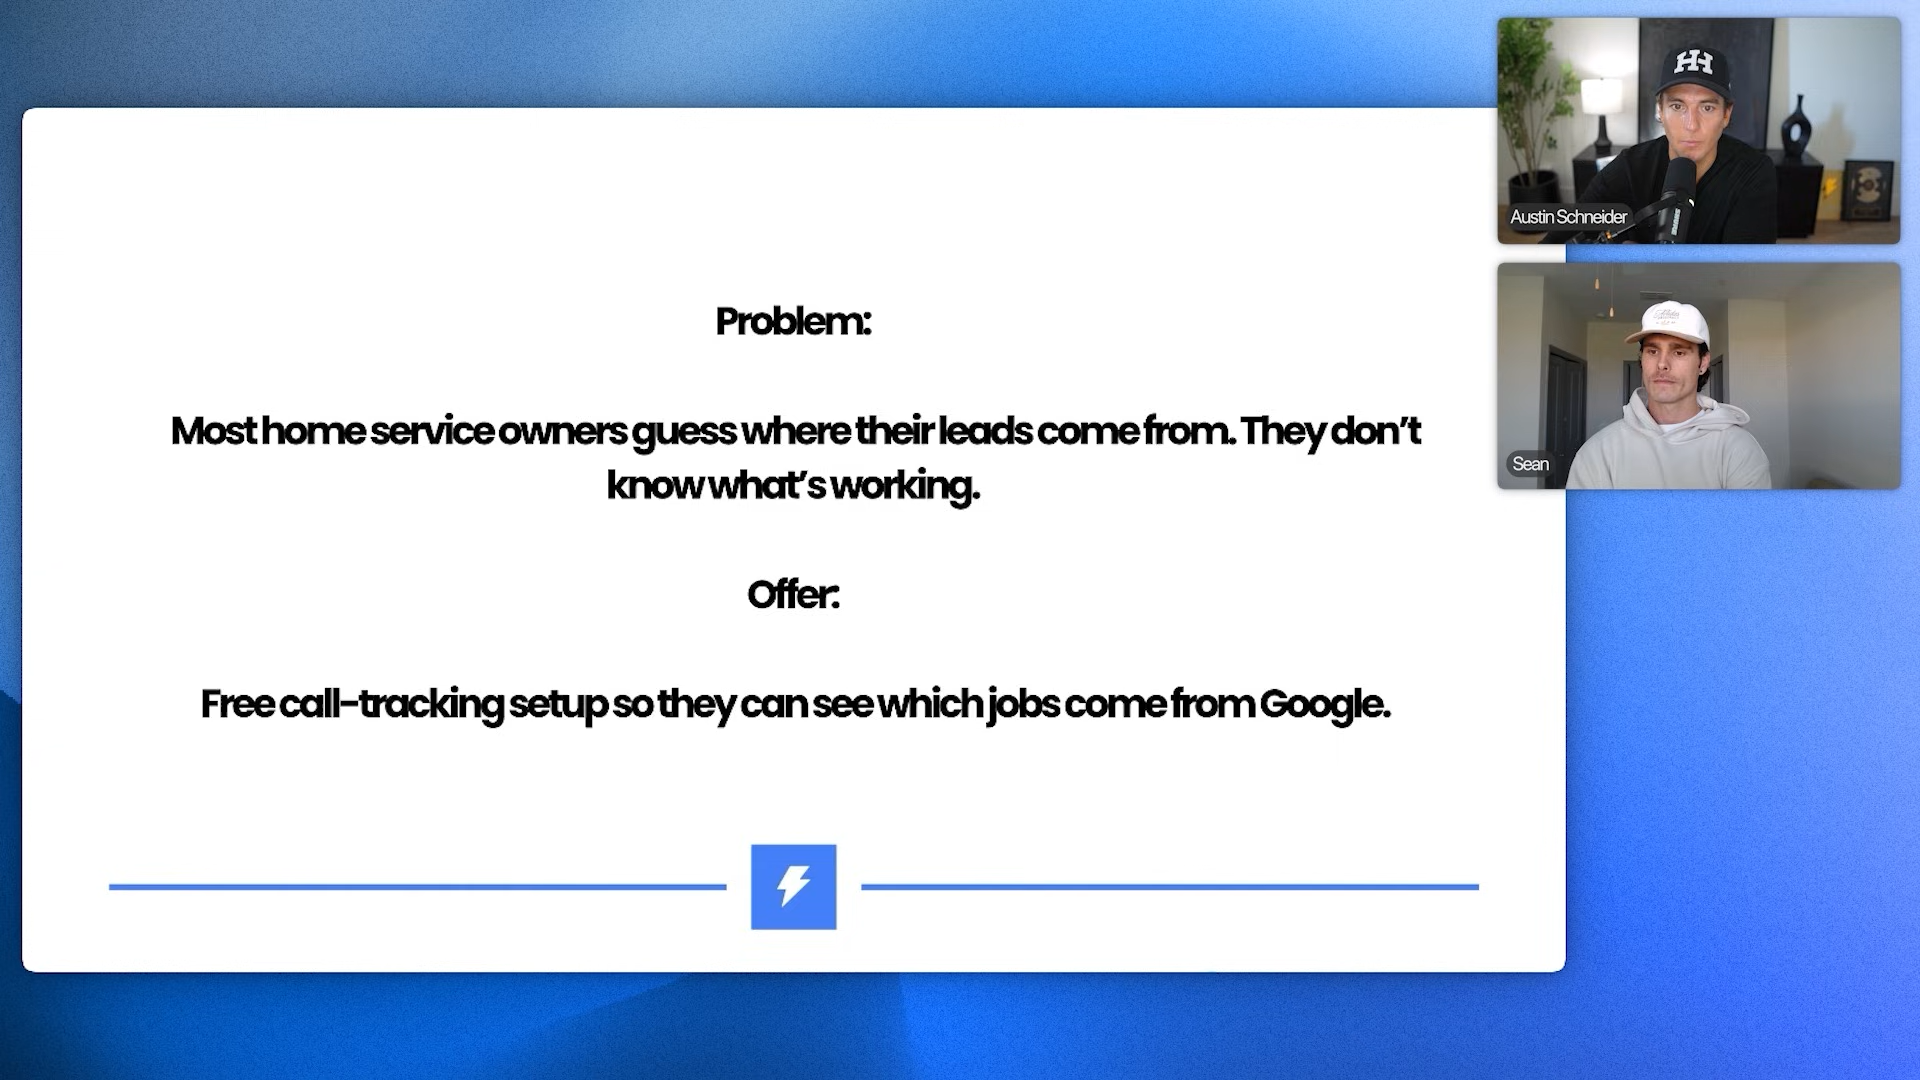 Problem:
Most home service owners guess where their leads come from. They don’t
know what’s working.
Offer:
Free call-tracking setup so they can see which jobs come from Google.
Austin Schneider
Sean